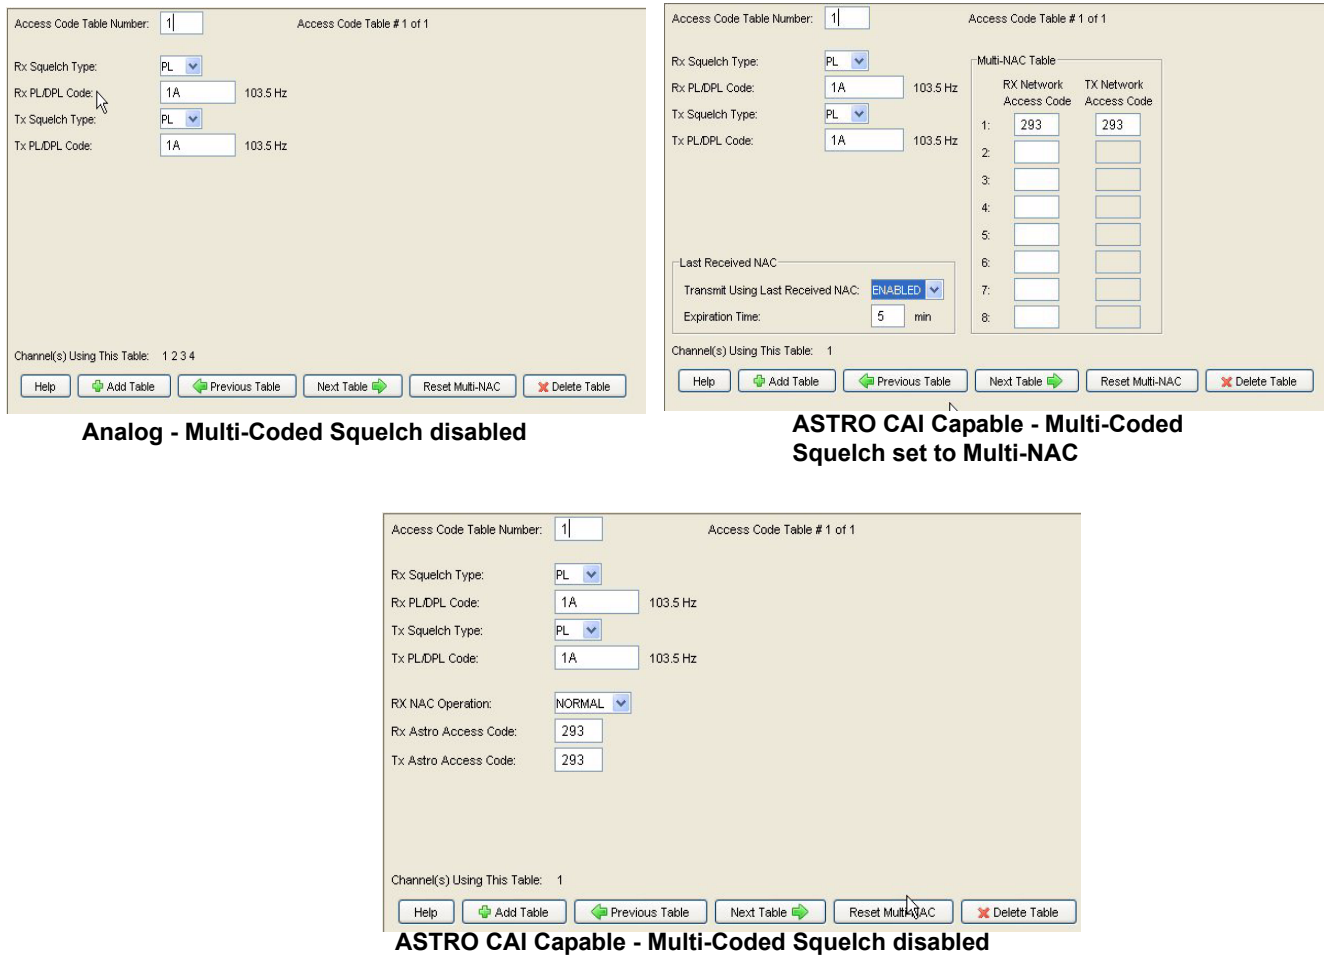 Access Code Table Number: 1 Access Code Table # 1 of 1
Rx Squelch Type: PL
Rx PL/DPL Code: 1A 103.5 Hz
Tx Squelch Type: PL
Tx PL/DPL Code: 1A 103.5 Hz
Channel(s) Using This Table: 1 2 3 4
Help Add Table Previous Table Next Table Reset Multi-NAC Delete Table
Analog - Multi-Coded Squelch disabled
Access Code Table Number: 1 Access Code Table # 1 of 1
Rx Squelch Type: PL
Rx PL/DPL Code: 1A 103.5 Hz
Tx Squelch Type: PL
Tx PL/DPL Code: 1A 103.5 Hz
Multi-NAC Table
RX Network TX Network
Access Code Access Code
1: 293 293
2:
3:
4:
5:
6:
7:
8:
Last Received NAC
Transmit Using Last Received NAC: ENABLED
Expiration Time: 5 min
Channel(s) Using This Table: 1
Help Add Table Previous Table Next Table Reset Multi-NAC Delete Table
ASTRO CAI Capable - Multi-Coded
Squelch set to Multi-NAC
Access Code Table Number: 1 Access Code Table # 1 of 1
Rx Squelch Type: PL
Rx PL/DPL Code: 1A 103.5 Hz
Tx Squelch Type: PL
Tx PL/DPL Code: 1A 103.5 Hz
RX NAC Operation: NORMAL
Rx Astro Access Code: 293
Tx Astro Access Code: 293
Channel(s) Using This Table: 1
Help Add Table Previous Table Next Table Reset Multi-NAC Delete Table
ASTRO CAI Capable - Multi-Coded Squelch disabled